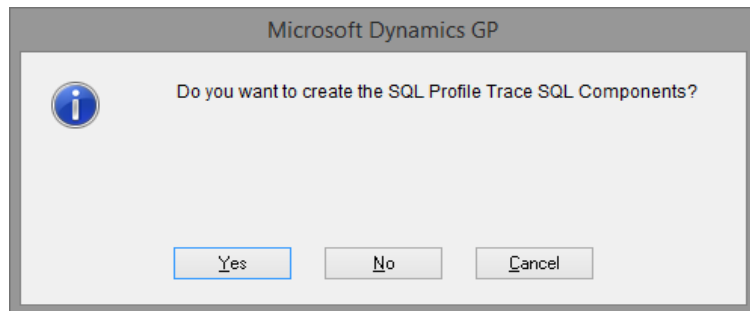 Microsoft Dynamics GP
Do you want to create the SQL Profile Trace SQL Components?
Yes
No
Cancel